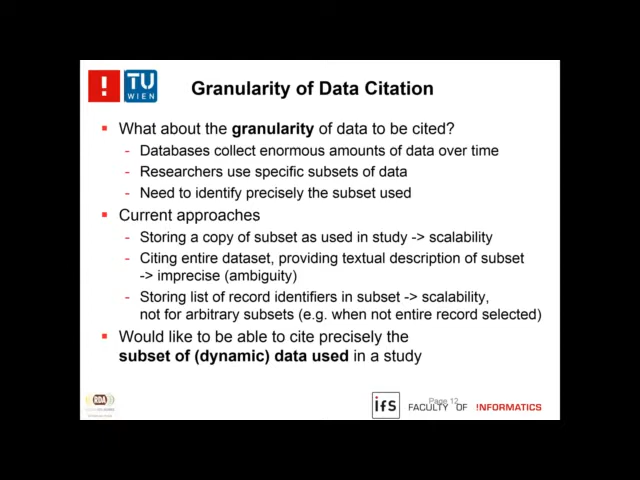 ! TU
WIEN
Granularity of Data Citation
What about the granularity of data to be cited?
- Databases collect enormous amounts of data over time
- Researchers use specific subsets of data
- Need to identify precisely the subset used
Current approaches
- Storing a copy of subset as used in study -> scalability
- Citing entire dataset, providing textual description of subset
-> imprecise (ambiguity)
- Storing list of record identifiers in subset -> scalability,
not for arbitrary subsets (e.g. when not entire record selected)
Would like to be able to cite precisely the
subset of (dynamic) data used in a study
RDA
ifs
Page 12
FACULTY OF !NFORMATICS